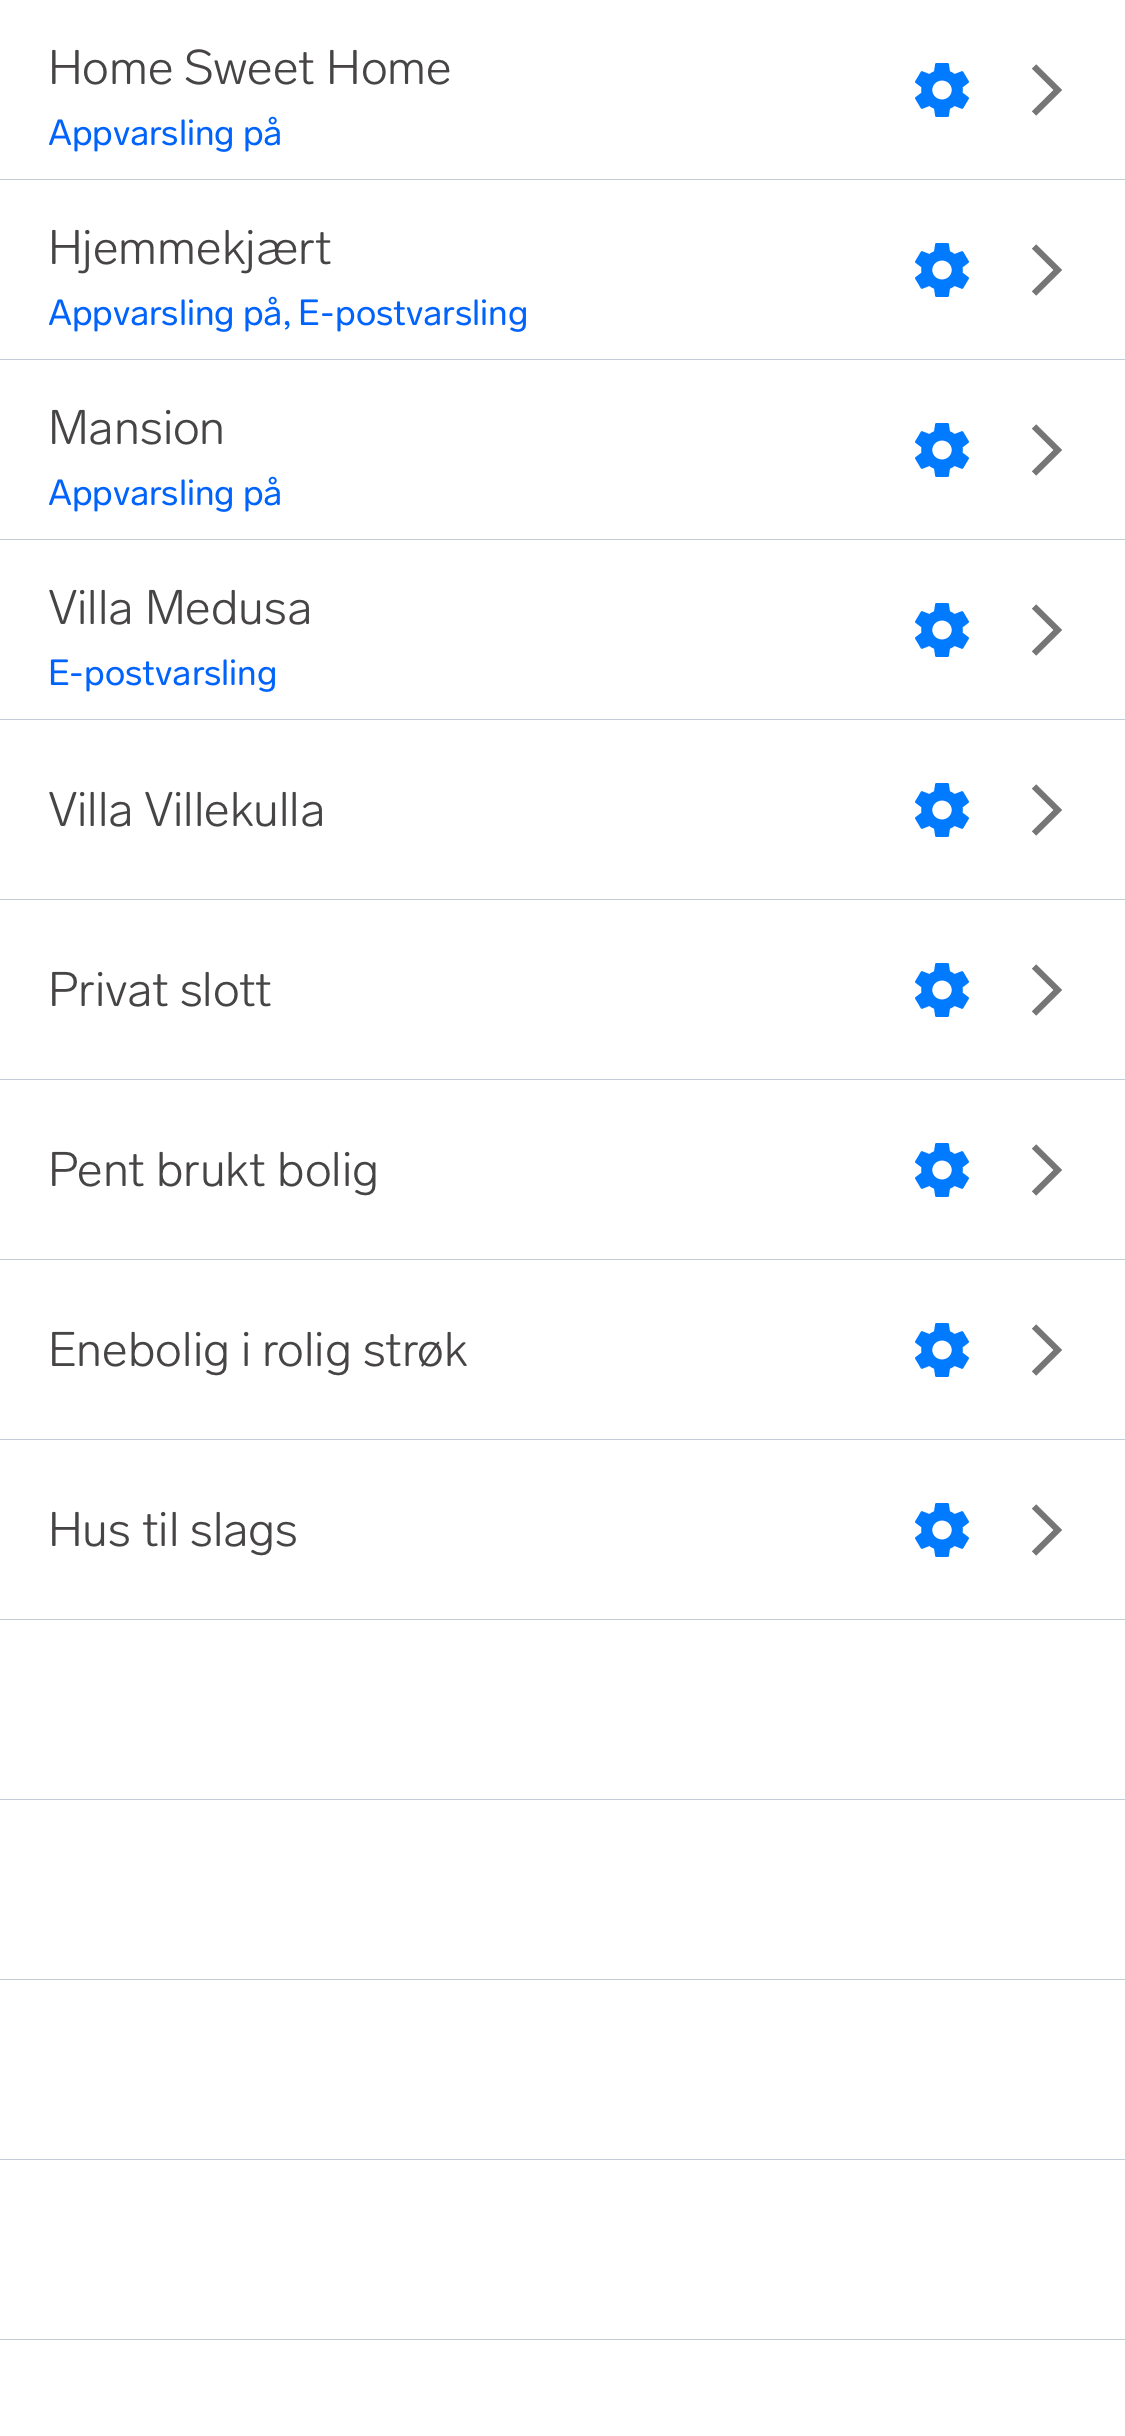 Home Sweet Home
Appvarsling på
Hjemmekjært
Appvarsling på, E-postvarsling
Mansion
Appvarsling på
Villa Medusa
E-postvarsling
Villa Villekulla
Privat slott
Pent brukt bolig
Enebolig i rolig strøk
Hus til slags